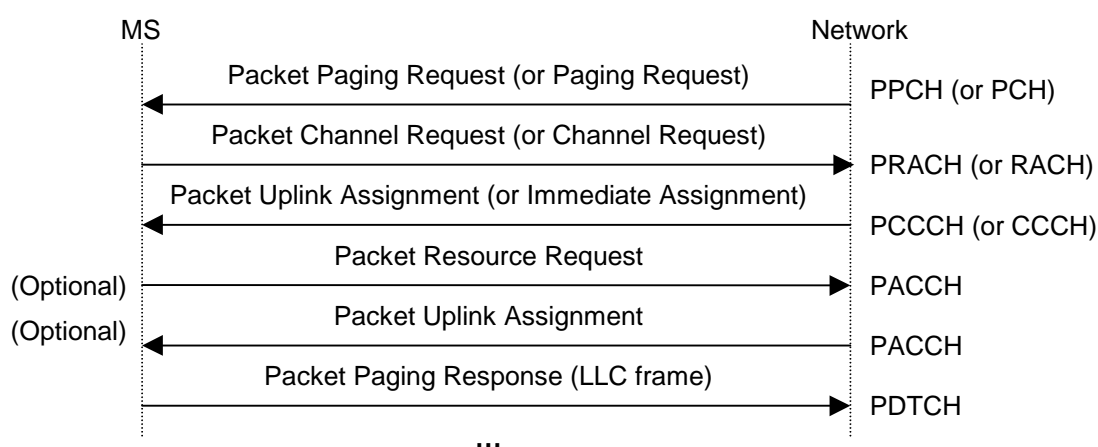 MS Network
Packet Paging Request (or Paging Request)
PPCH (or PCH)
Packet Channel Request (or Channel Request)
PRACH (or RACH)
Packet Uplink Assignment (or Immediate Assignment)
PCCCH (or CCCH)
Packet Resource Request
(Optional) PACCH
Packet Uplink Assignment
(Optional) PACCH
Packet Paging Response (LLC frame)
PDTCH
...